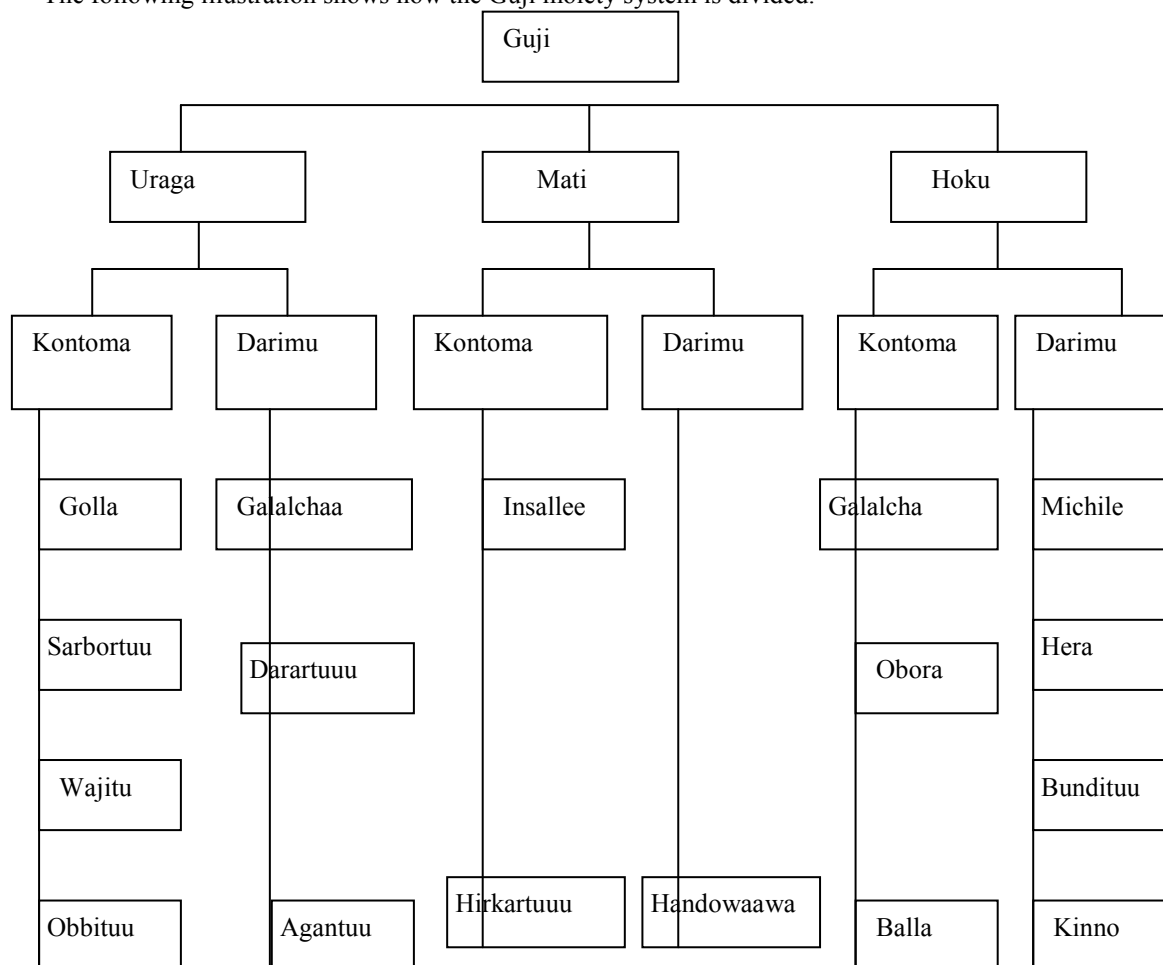 The following illustration shows how the Guji moiety system is divided.
Guji
Uraga Mati Hoku
Kontoma Darimu Kontoma Darimu Kontoma Darimu
Golla Galalchaa Insallee Galalcha Michile
Sarbortuu Darartuuu Obora Hera
Wajitu Bundituu
Obbituu Agantuu Hirkartuuu Handowaawa Balla Kinno